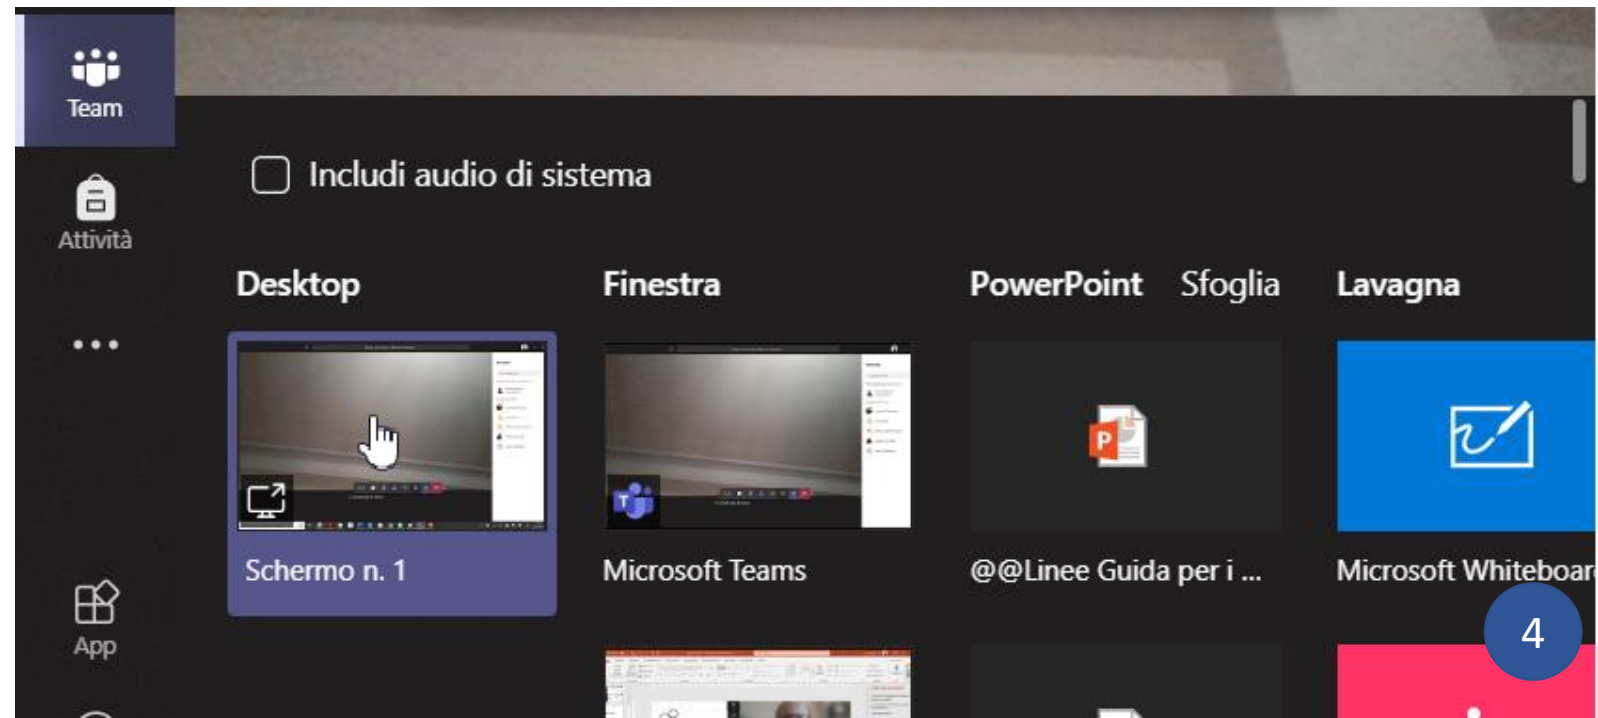 Team
Attività
App
Includi audio di sistema
Desktop
Finestra
PowerPoint Sfoglia
Lavagna
Schermo n. 1
Microsoft Teams
@@Linee Guida per i ...
Microsoft Whiteboar
4